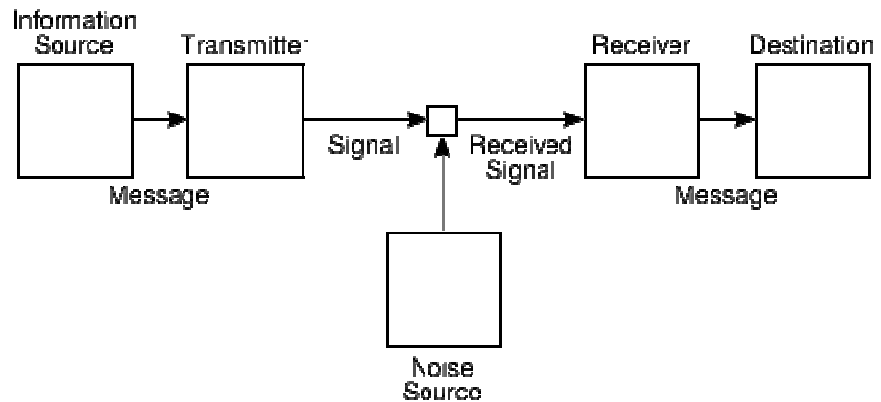 Information
Source
Transmitter
Receiver
Destination
Signal
Received
Signal
Message
Message
Noise
Source